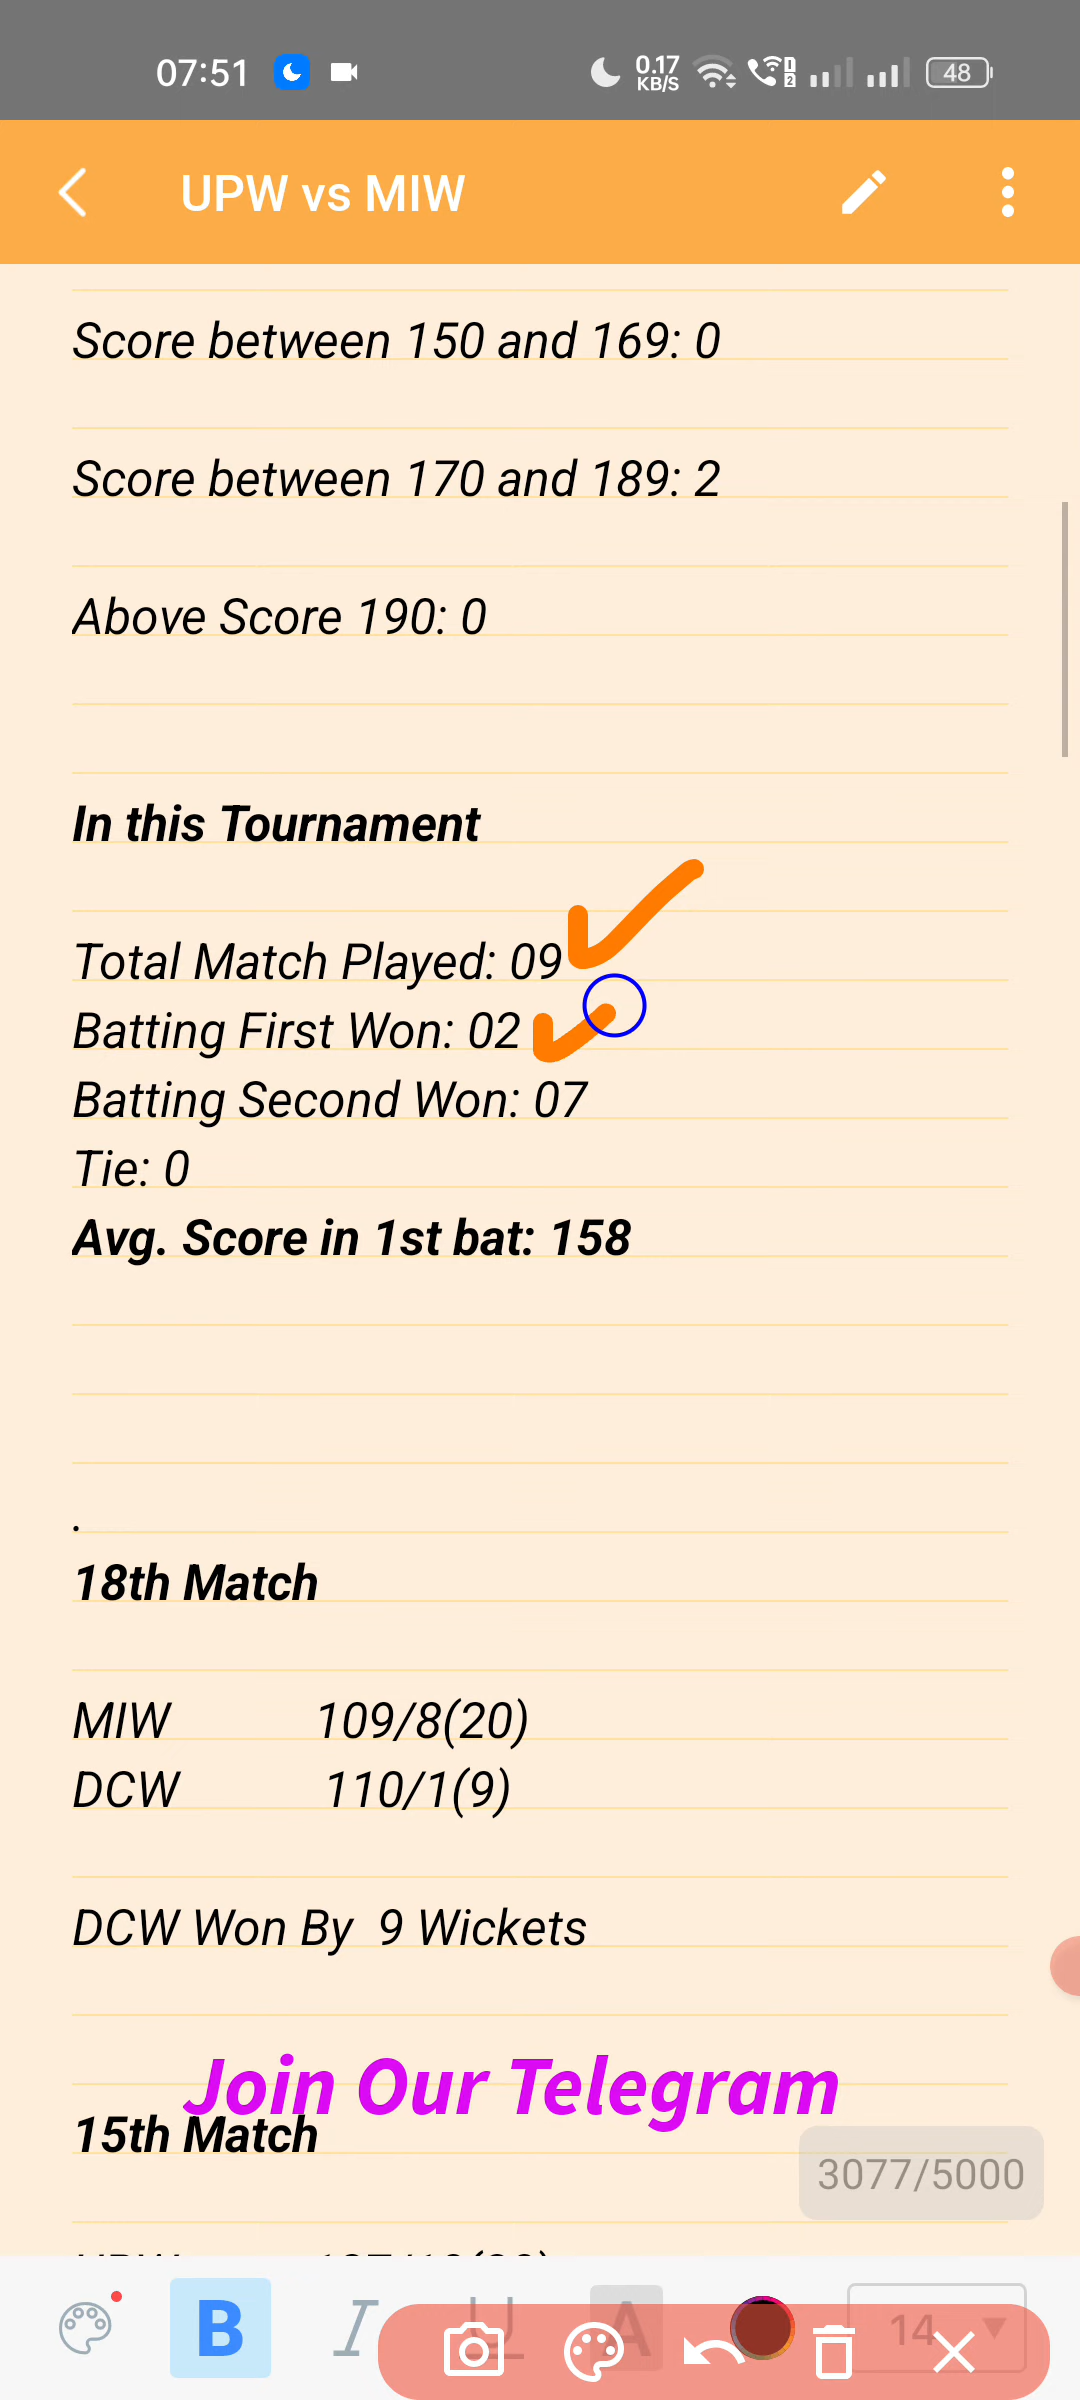 07:51
0.17
KB/S
48
UPW vs MIW
Score between 150 and 169: 0
Score between 170 and 189: 2
Above Score 190: 0
In this Tournament
Total Match Played: 09
Batting First Won: 02
Batting Second Won: 07
Tie: 0
Avg. Score in 1st bat: 158
.
18th Match
MIW 109/8(20)
DCW 110/1(9)
DCW Won By 9 Wickets
Join Our Telegram
15th Match
3077/5000
B I U A 14